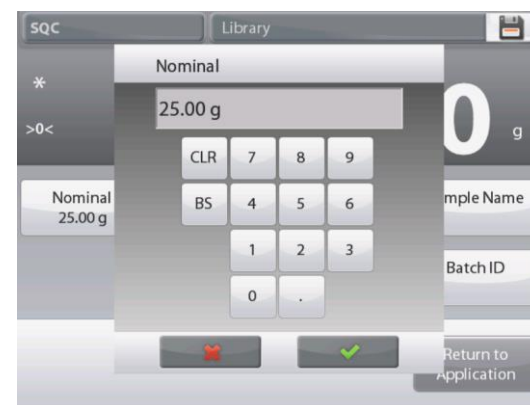 SQC
Library
*
>0<
0
g
Nominal
25.00 g
CLR 7 8 9
BS 4 5 6
1 2 3
0 .
Nominal
25.00 g
mple Name
Batch ID
Return to
Application